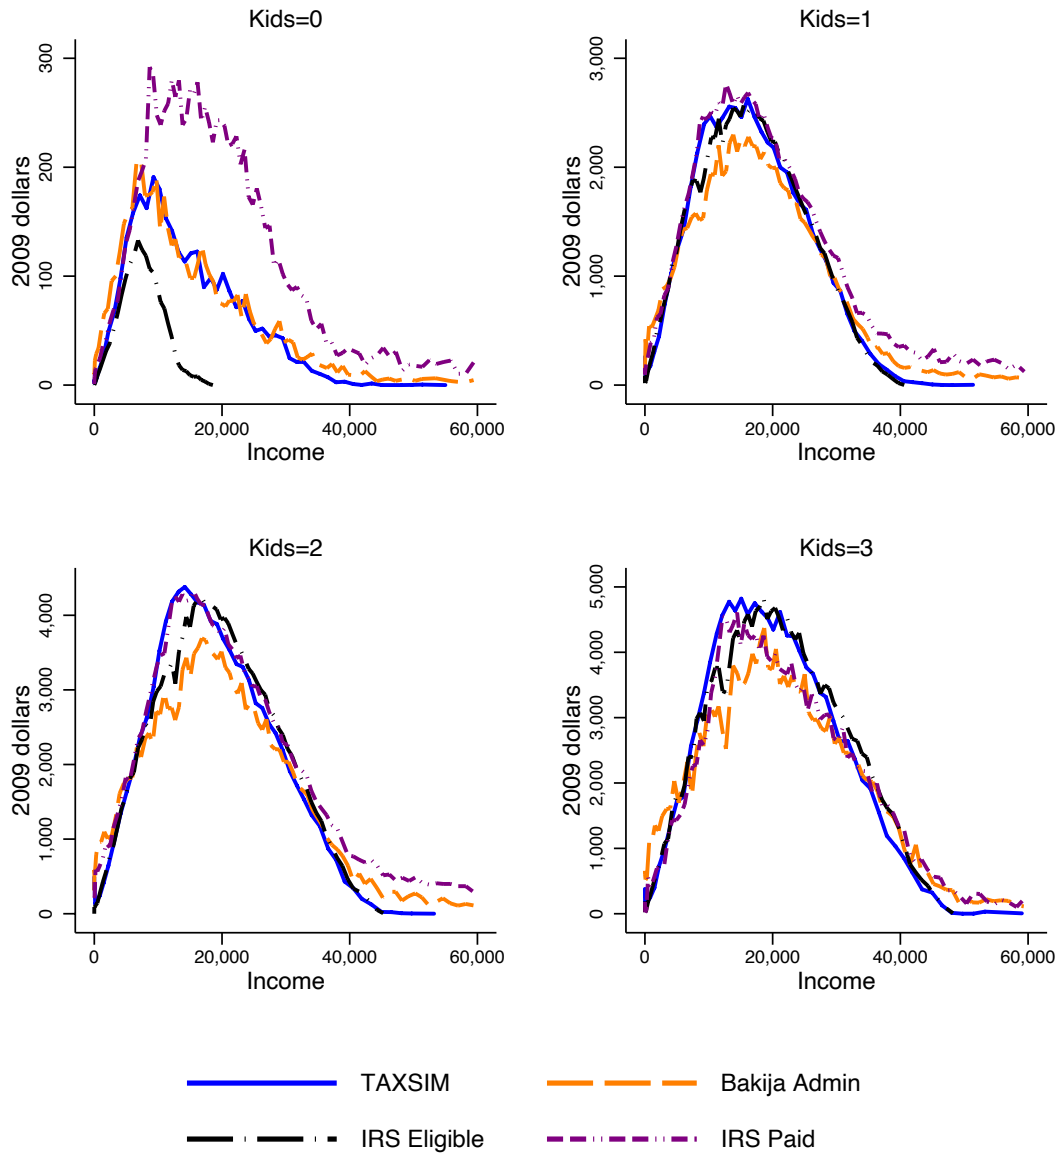 Kids=0
2009 dollars
0 100 200 300
0 20,000 40,000 60,000
Income
Kids=1
2009 dollars
0 1,000 2,000 3,000
0 20,000 40,000 60,000
Income
Kids=2
2009 dollars
0 1,000 2,000 3,000 4,000
0 20,000 40,000 60,000
Income
Kids=3
2009 dollars
0 1,000 2,000 3,000 4,000 5,000
0 20,000 40,000 60,000
Income
TAXSIM
Bakija Admin
IRS Eligible
IRS Paid